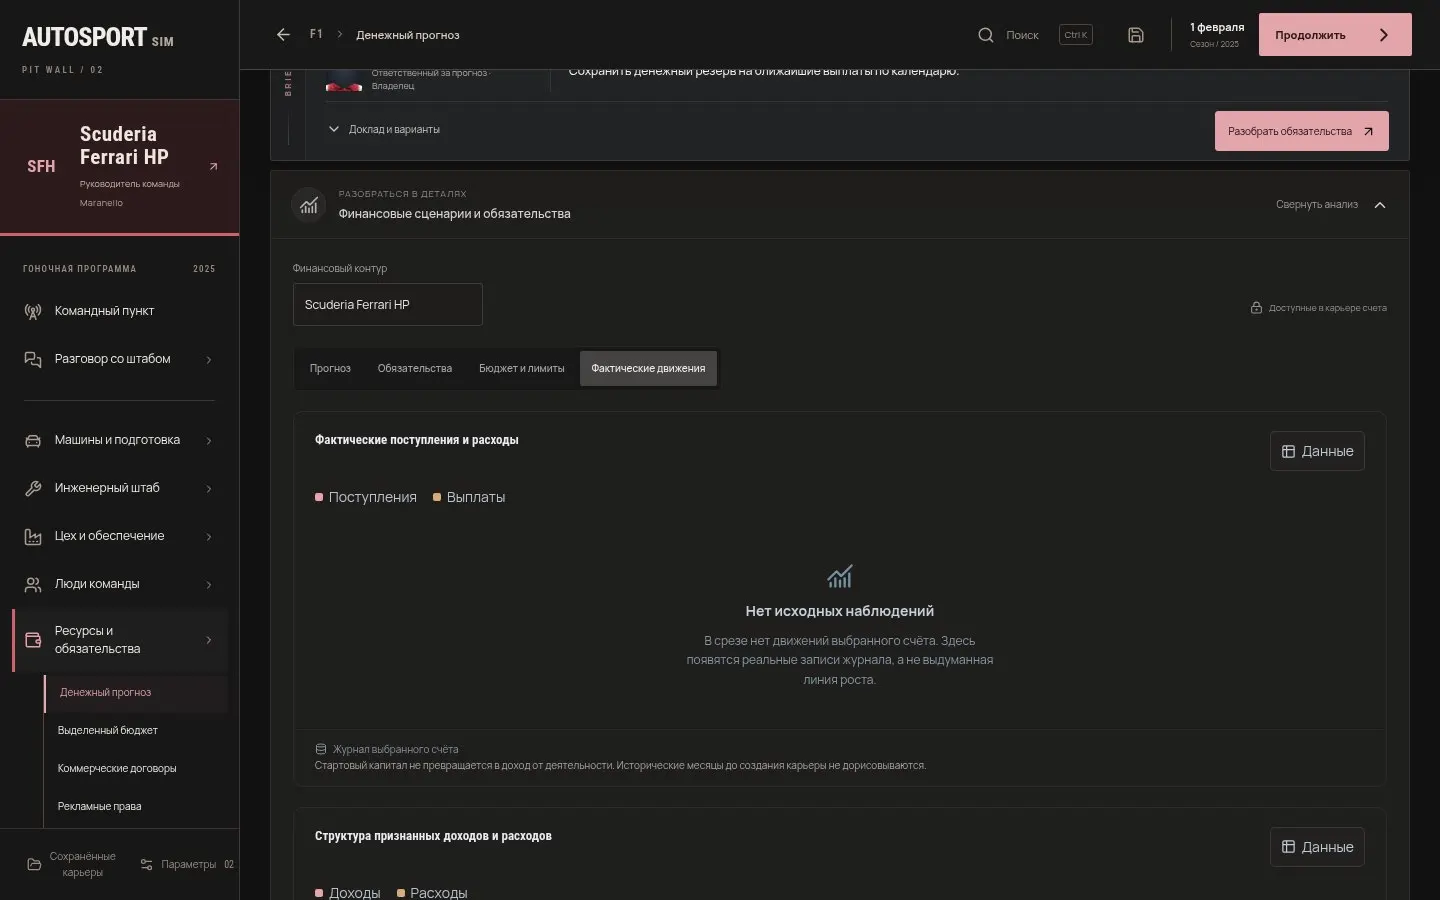 AUTOSPORT SIM
PIT WALL / 02
SFH
Scuderia
Ferrari HP
Руководитель команды
Maranello
ГОНОЧНАЯ ПРОГРАММА 2025
Командный пункт
Разговор со штабом
Машины и подготовка
Инженерный штаб
Цех и обеспечение
Люди команды
Ресурсы и
обязательства
Денежный прогноз
Выделенный бюджет
Коммерческие договоры
Рекламные права
Сохранённые
карьеры
Параметры 02
F1 > Денежный прогноз
Поиск Ctrl K
1 февраля
Сезон / 2025
Продолжить
BRIE
Ответственный за прогноз ·
Владелец
Сохранить денежный резерв на ближайшие выплаты по календарю.
Доклад и варианты
Разобрать обязательства
РАЗОБРАТЬСЯ В ДЕТАЛЯХ
Финансовые сценарии и обязательства
Свернуть анализ
Финансовый контур
Scuderia Ferrari HP
Доступные в карьере счета
Прогноз Обязательства Бюджет и лимиты Фактические движения
Фактические поступления и расходы
Данные
Поступления Выплаты
Нет исходных наблюдений
В срезе нет движений выбранного счёта. Здесь
появятся реальные записи журнала, а не выдуманная
линия роста.
Журнал выбранного счёта
Стартовый капитал не превращается в доход от деятельности. Исторические месяцы до создания карьеры не дорисовываются.
Структура признанных доходов и расходов
Данные
Доходы Расходы